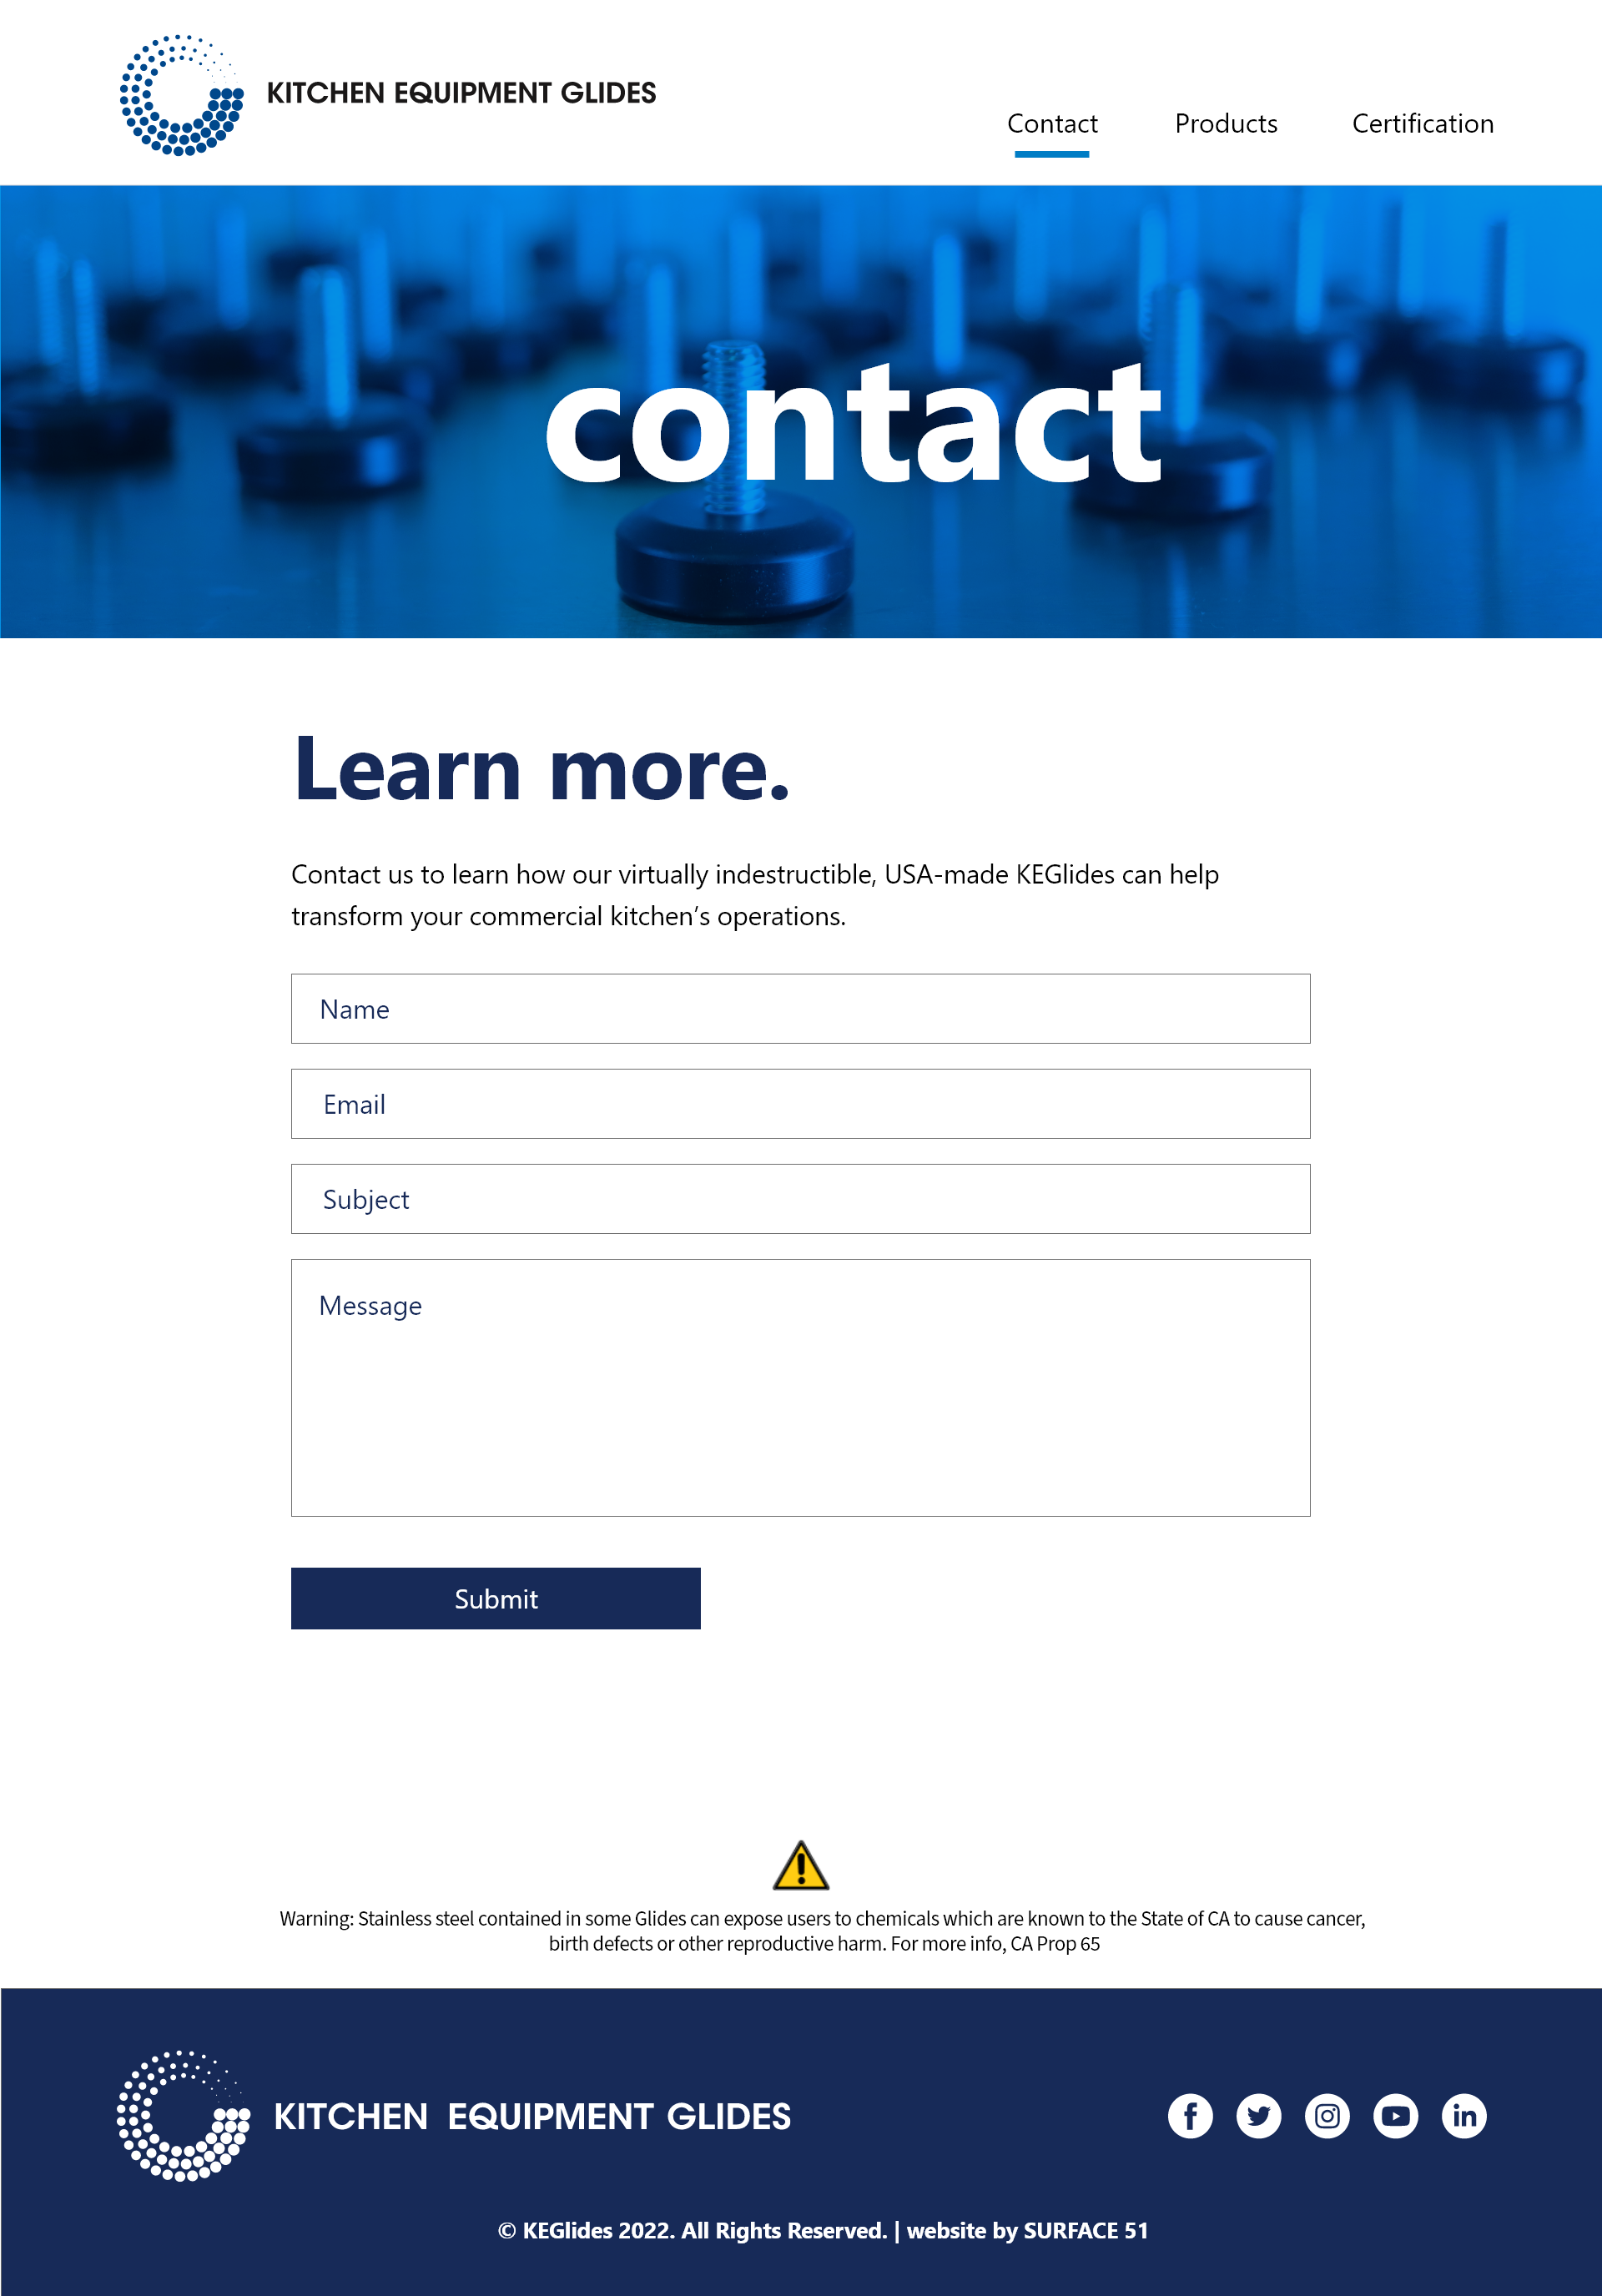 KITCHEN EQUIPMENT GLIDES
Contact Products Certification
contact
Learn more.
Contact us to learn how our virtually indestructible, USA-made KEGlides can help
transform your commercial kitchen’s operations.
Name
Email
Subject
Message
Submit
Warning: Stainless steel contained in some Glides can expose users to chemicals which are known to the State of CA to cause cancer,
birth defects or other reproductive harm. For more info, CA Prop 65
KITCHEN EQUIPMENT GLIDES
© KEGlides 2022. All Rights Reserved. | website by SURFACE 51